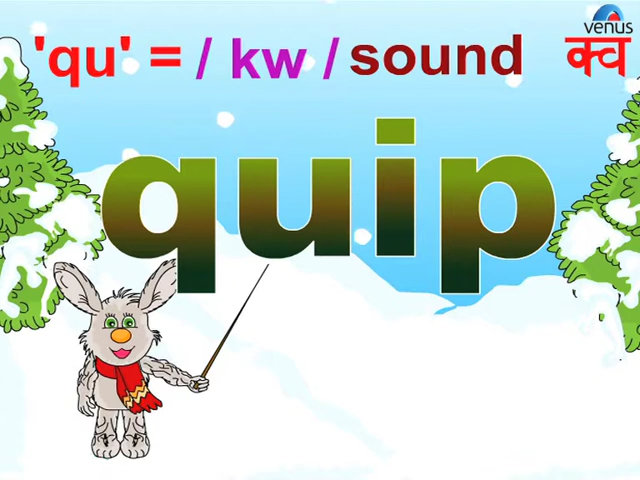 venus
'qu' = / kw / sound क्व
quip